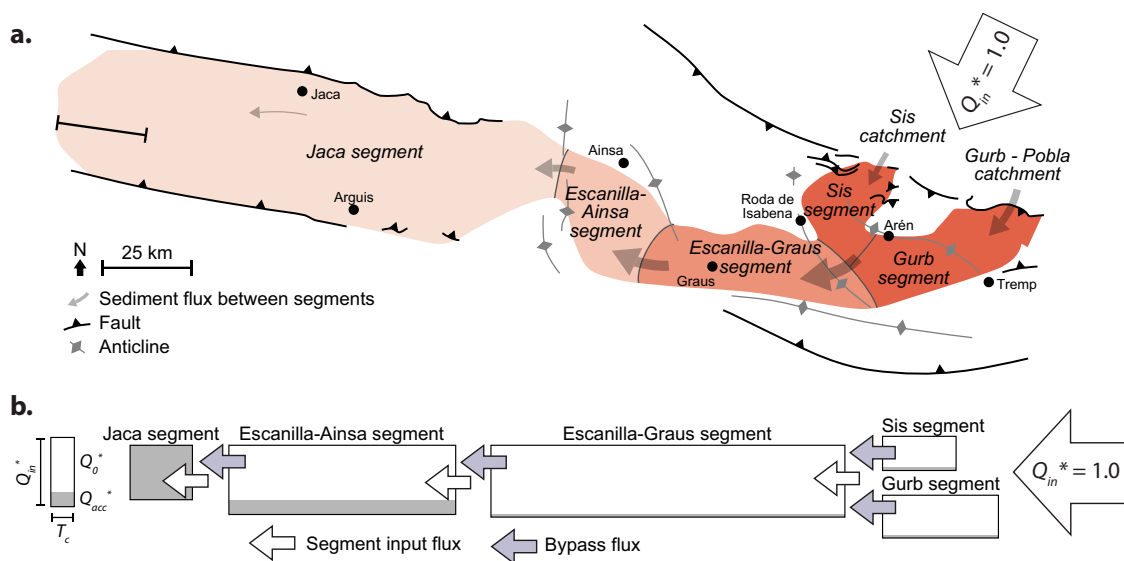 a.
Q_in* = 1.0
Jaca
Jaca segment
Arguis
Ainsa
Escanilla-
Ainsa
segment
Sis
catchment
Gurb - Pobla
catchment
Roda de
Isabena
Sis
segment
Arén
Escanilla-Graus
segment
Graus
Gurb
segment
Tremp
N
25 km
Sediment flux between segments
Fault
Anticline
b.
Q_in*
Q_0*
Q_acc*
T_c
Jaca segment
Escanilla-Ainsa segment
Escanilla-Graus segment
Sis segment
Gurb segment
Q_in* = 1.0
Segment input flux
Bypass flux